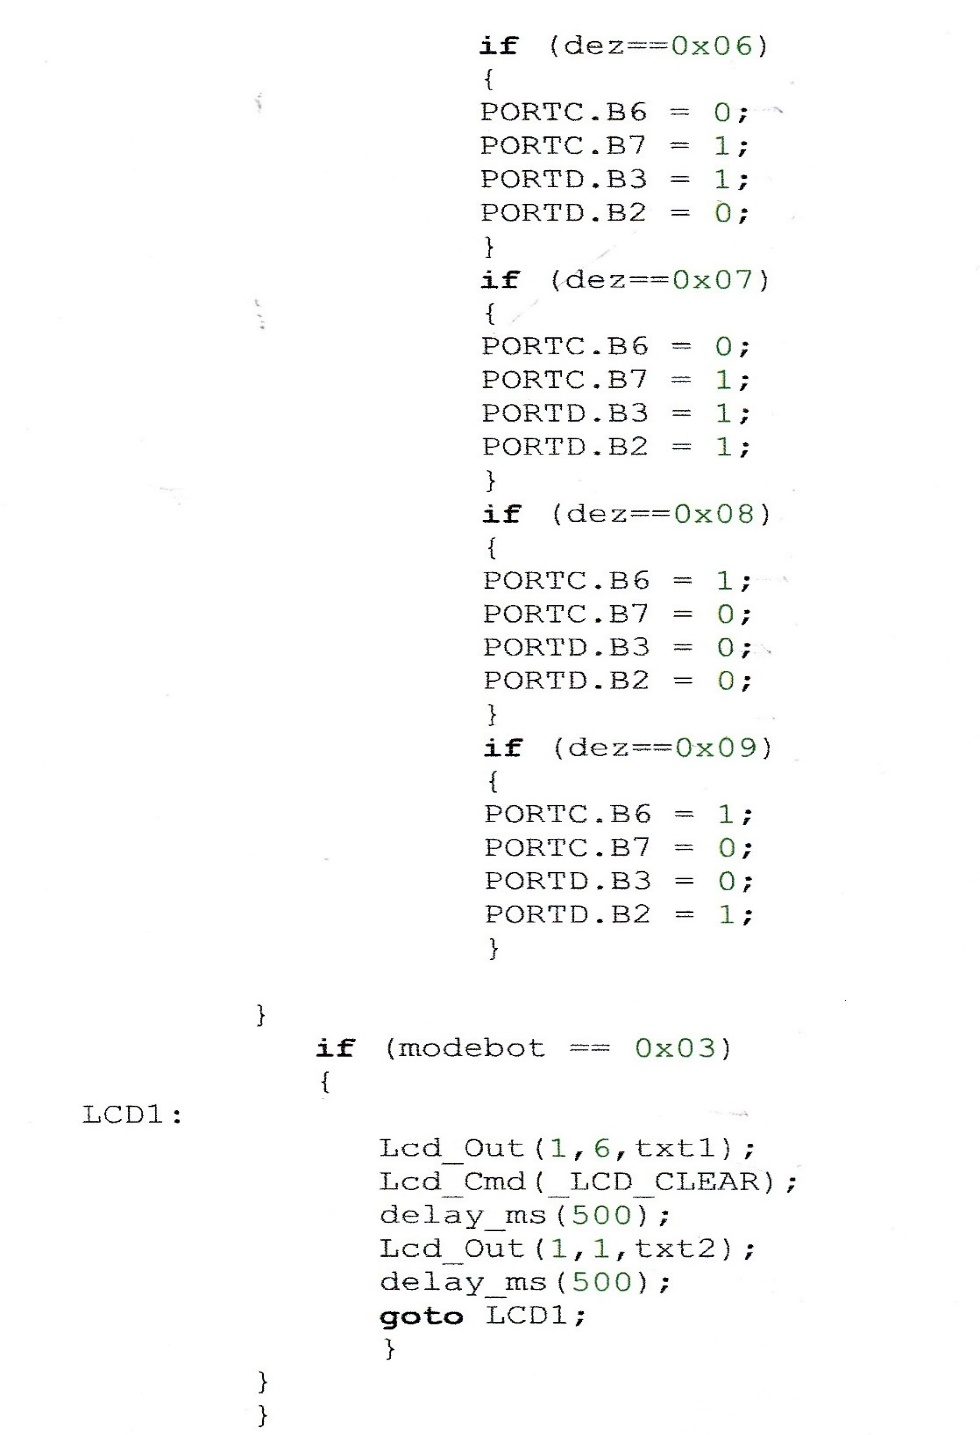 if (dez==0x06)
{
PORTC.B6 = 0;
PORTC.B7 = 1;
PORTD.B3 = 1;
PORTD.B2 = 0;
}
if (dez==0x07)
{
PORTC.B6 = 0;
PORTC.B7 = 1;
PORTD.B3 = 1;
PORTD.B2 = 1;
}
if (dez==0x08)
{
PORTC.B6 = 1;
PORTC.B7 = 0;
PORTD.B3 = 0;
PORTD.B2 = 0;
}
if (dez==0x09)
{
PORTC.B6 = 1;
PORTC.B7 = 0;
PORTD.B3 = 0;
PORTD.B2 = 1;
}
}
if (modebot == 0x03)
{
LCD1:
Lcd_Out(1,6,txt1);
Lcd_Cmd(_LCD_CLEAR);
delay_ms(500);
Lcd_Out(1,1,txt2);
delay_ms(500);
goto LCD1;
}
}
}